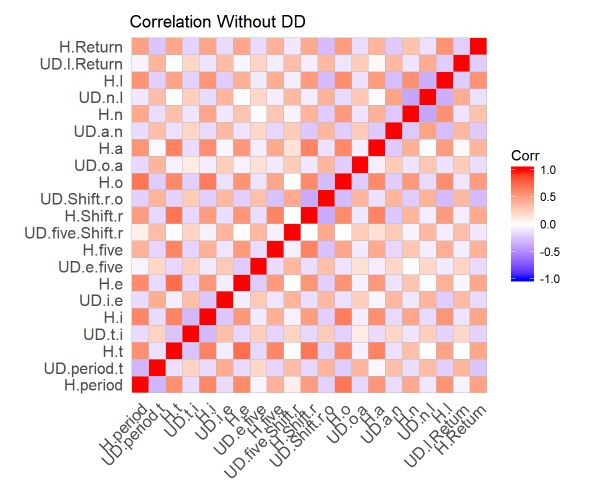 Correlation Without DD
H.Return
UD.l.Return
H.l
UD.n.l
H.n
UD.a.n
H.a
UD.o.a
H.o
UD.Shift.r.o
H.Shift.r
UD.five.Shift.r
H.five
UD.e.five
H.e
UD.i.e
H.i
UD.t.i
H.t
UD.period.t
H.period
H.period
UD.period.t
H.t
UD.t.i
H.i
UD.i.e
H.e
UD.e.five
H.five
UD.five.Shift.r
H.Shift.r
UD.Shift.r.o
H.o
UD.o.a
H.a
UD.a.n
H.n
UD.n.l
H.l
UD.l.Return
H.Return
Corr
1.0
0.5
0.0
-0.5
-1.0